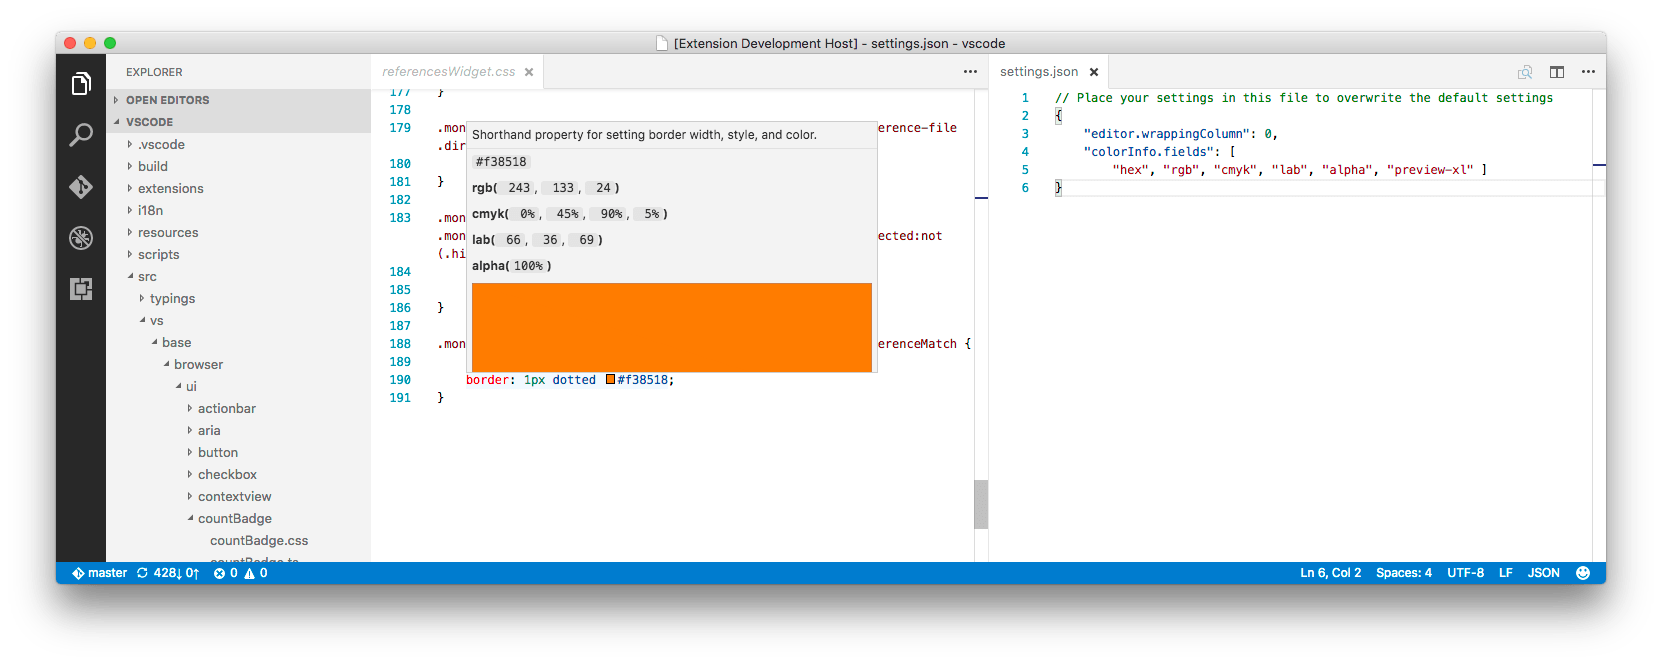 [Extension Development Host] - settings.json - vscode
EXPLORER
OPEN EDITORS
VSCODE
.vscode
build
extensions
i18n
resources
scripts
src
typings
vs
base
browser
ui
actionbar
aria
button
checkbox
contextview
countBadge
countBadge.css
countBadge.ts
referencesWidget.css
177 }
178
179 .mon erence-file
.dir
180
181 }
182
183 .mon
.mon ected:not
(.hi
184
185
186 }
187
188 .mon erenceMatch {
189
190 border: 1px dotted #f38518;
191 }
Shorthand property for setting border width, style, and color.
#f38518
rgb( 243, 133, 24)
cmyk( 0%, 45%, 90%, 5%)
lab( 66, 36, 69)
alpha(100%)
settings.json
1 // Place your settings in this file to overwrite the default settings
2 {
3 "editor.wrappingColumn": 0,
4 "colorInfo.fields": [
5 "hex", "rgb", "cmyk", "lab", "alpha", "preview-xl" ]
6 }
master 428↓ 0↑ 0 0
Ln 6, Col 2 Spaces: 4 UTF-8 LF JSON